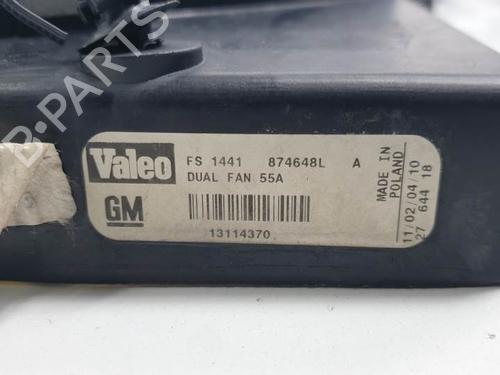 B-PARTS
Valeo
FS 1441 874648L A
DUAL FAN 55A
GM
13114370
MADE IN
POLAND
11/02/04/10
27 644 18